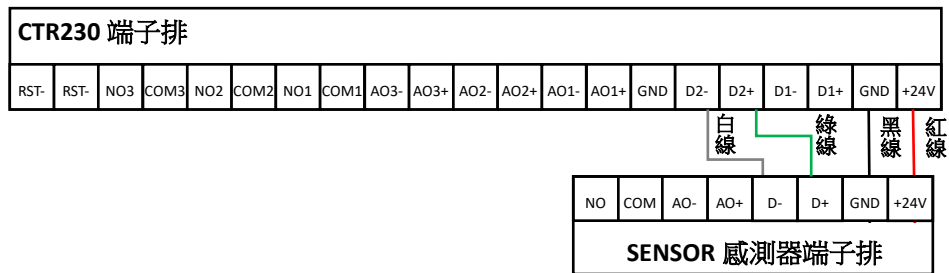 CTR230 端子排
RST- RST- NO3 COM3 NO2 COM2 NO1 COM1 AO3- AO3+ AO2- AO2+ AO1- AO1+ GND D2- D2+ D1- D1+ GND +24V
白線 綠線 黑線 紅線
NO COM AO- AO+ D- D+ GND +24V
SENSOR 感測器端子排